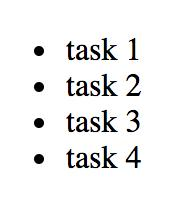 • task 1
• task 2
• task 3
• task 4